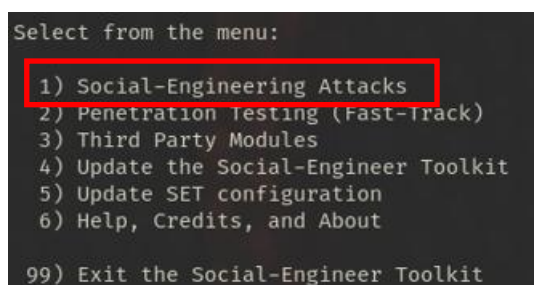 Select from the menu:
1) Social-Engineering Attacks
2) Penetration Testing (Fast-Track)
3) Third Party Modules
4) Update the Social-Engineer Toolkit
5) Update SET configuration
6) Help, Credits, and About
99) Exit the Social-Engineer Toolkit